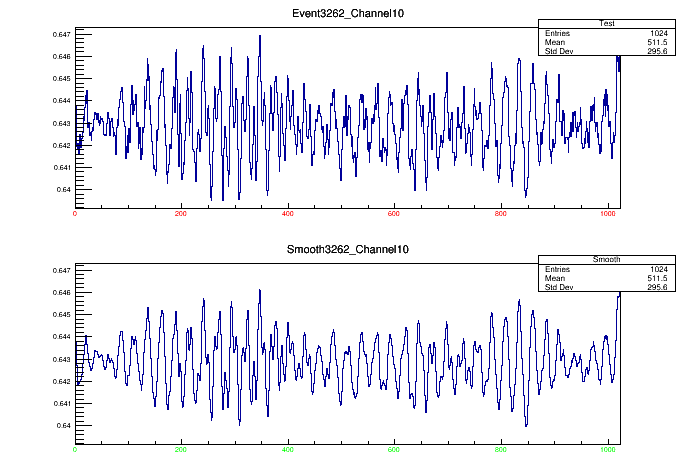 Event3262_Channel10
Test
Entries 1024
Mean 511.5
Std Dev 295.6
0.647
0.646
0.645
0.644
0.643
0.642
0.641
0.64
0 200 400 600 800 1000
Smooth3262_Channel10
Smooth
Entries 1024
Mean 511.5
Std Dev 295.6
0.647
0.646
0.645
0.644
0.643
0.642
0.641
0.64
0 200 400 600 800 1000